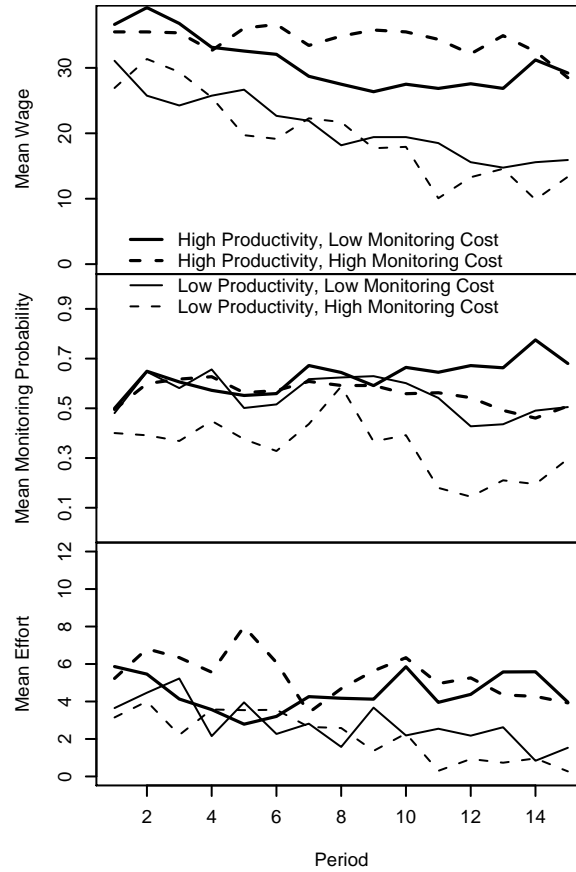 Mean Wage
30
20
10
0
High Productivity, Low Monitoring Cost
High Productivity, High Monitoring Cost
Low Productivity, Low Monitoring Cost
Low Productivity, High Monitoring Cost
Mean Monitoring Probability
0.9
0.7
0.5
0.3
0.1
Mean Effort
12
10
8
6
4
2
0
2 4 6 8 10 12 14
Period